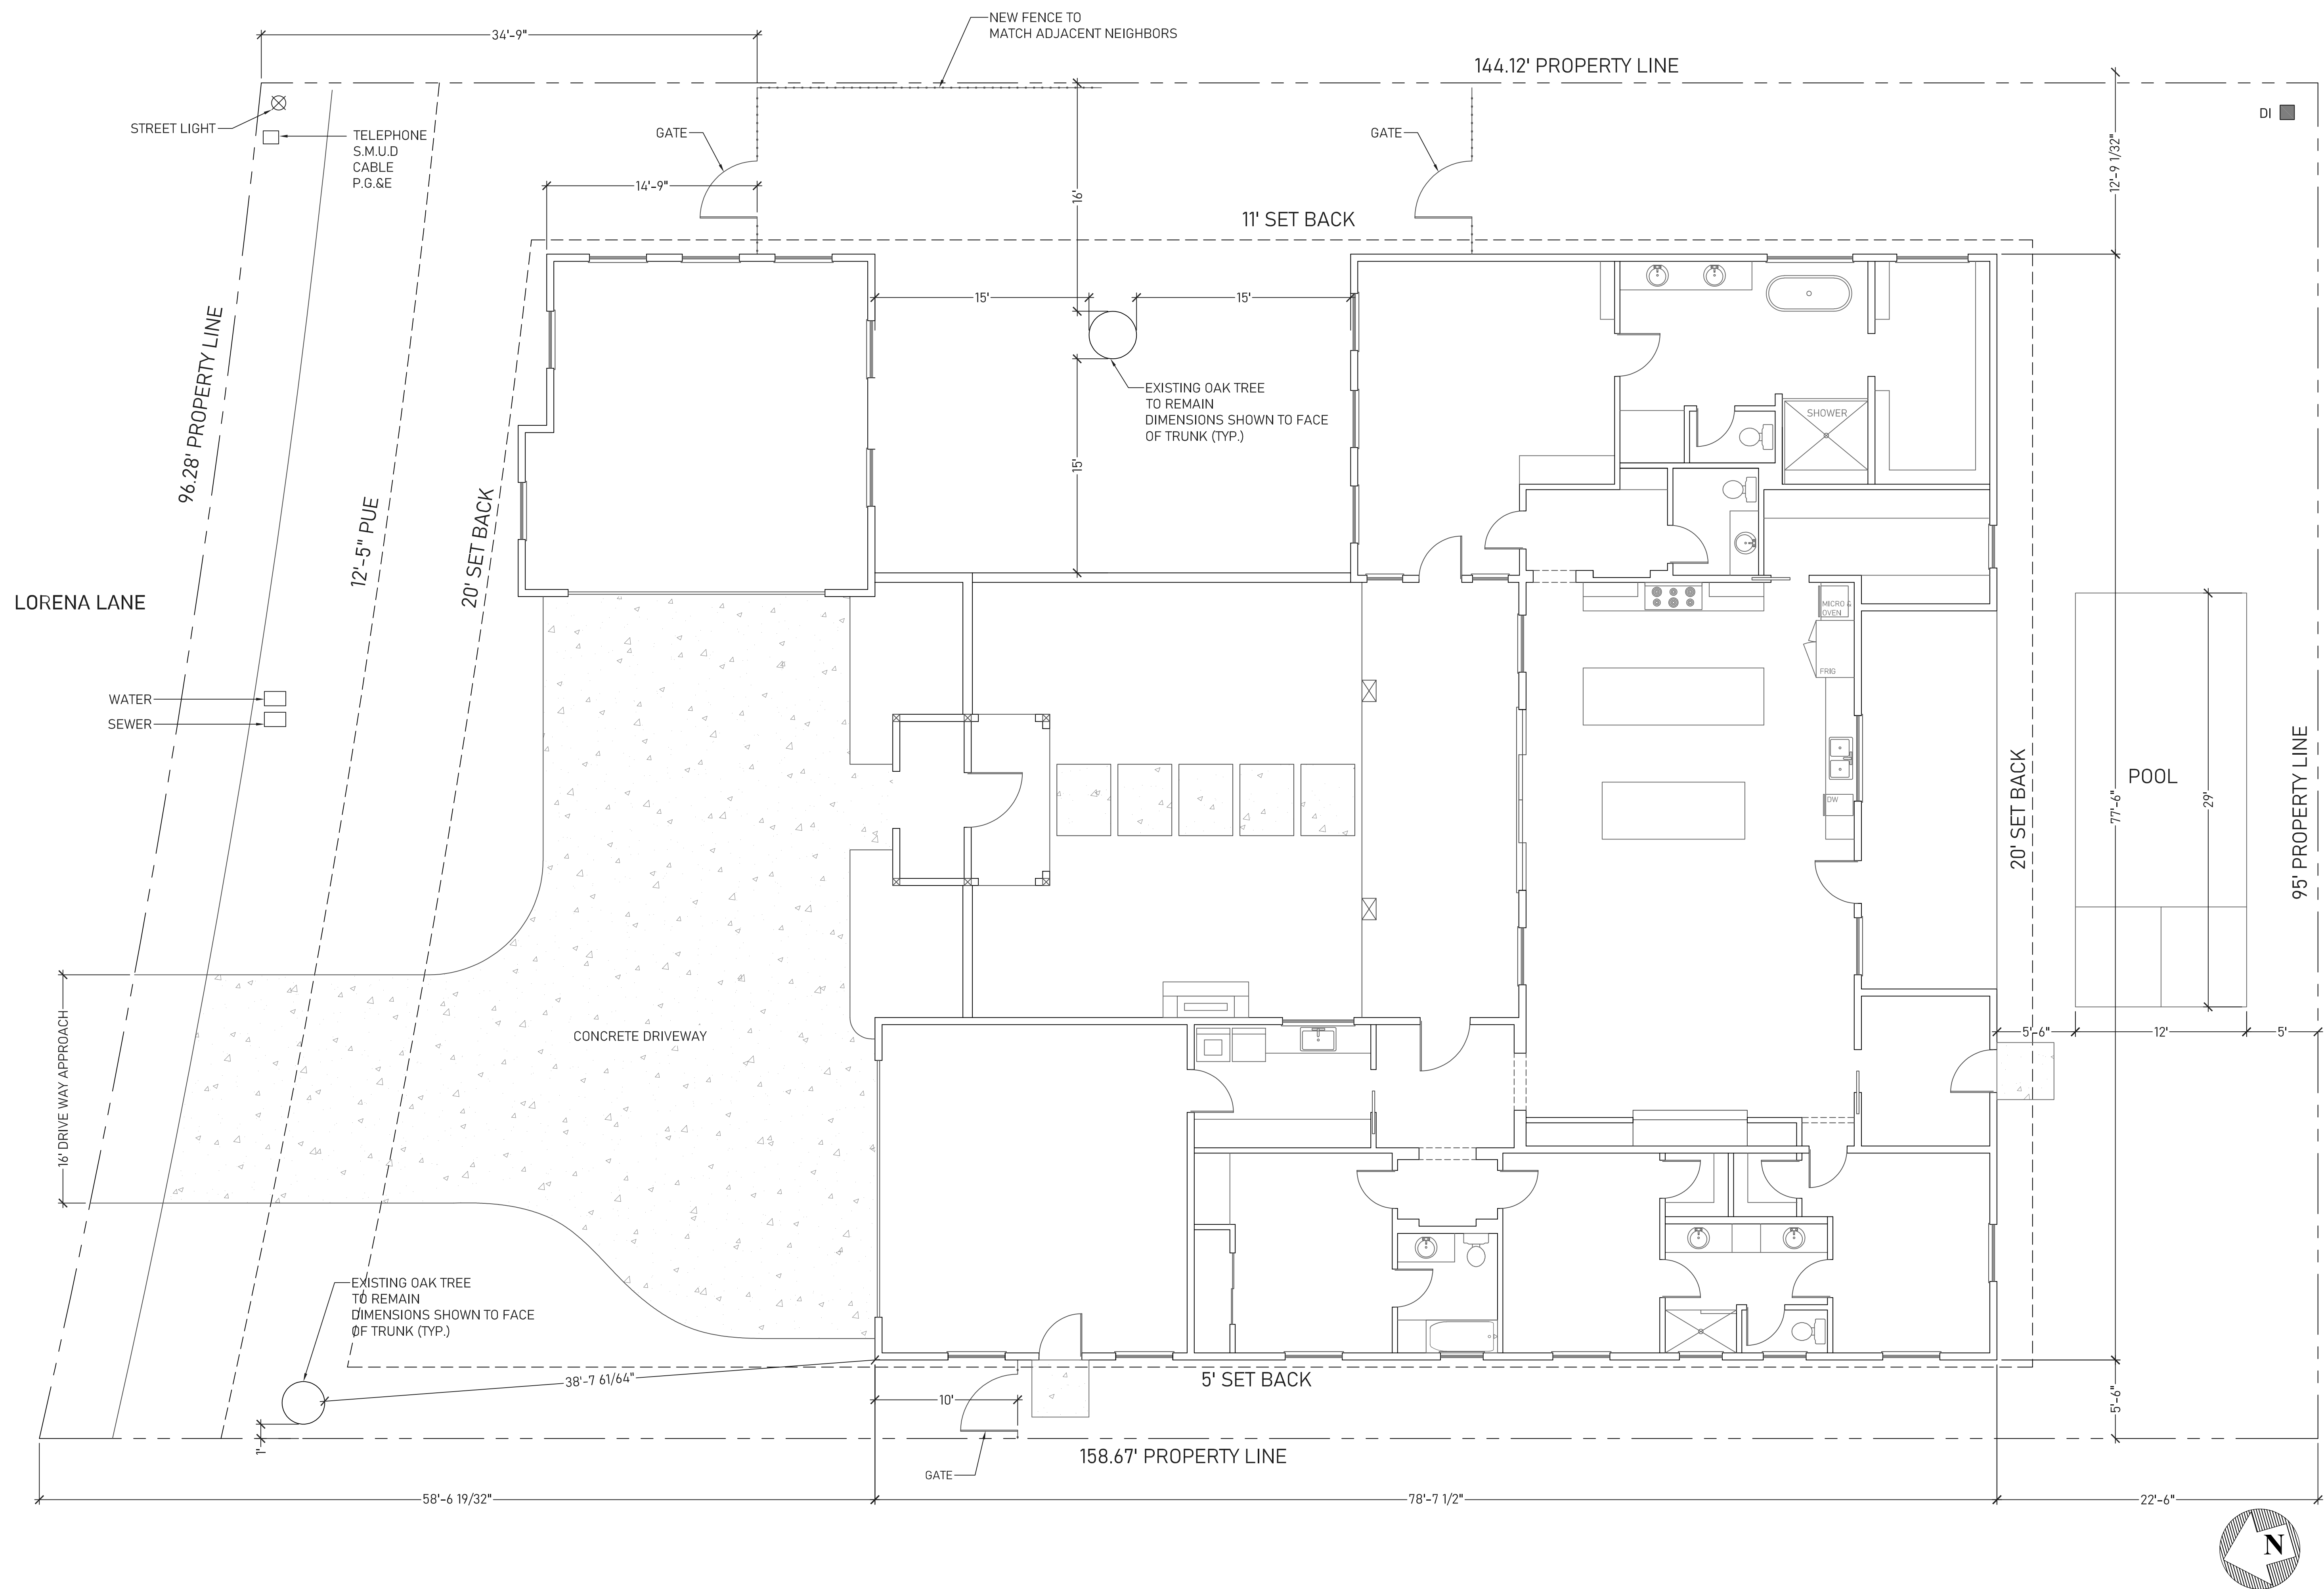 NEW FENCE TO
MATCH ADJACENT NEIGHBORS
34'-9"
144.12' PROPERTY LINE
STREET LIGHT
TELEPHONE
S.M.U.D
CABLE
P.G.&E
GATE
GATE
DI
12'-9 1/32"
14'-9"
16'
11' SET BACK
15'
15'
96.28' PROPERTY LINE
EXISTING OAK TREE
TO REMAIN
DIMENSIONS SHOWN TO FACE
OF TRUNK (TYP.)
SHOWER
15'
12'-5" PUE
20' SET BACK
LORENA LANE
MICRO &
OVEN
FRIG
WATER
SEWER
POOL
29'
77'-6"
20' SET BACK
95' PROPERTY LINE
DW
16' DRIVE WAY APPROACH
CONCRETE DRIVEWAY
5'-6"
12'
5'
EXISTING OAK TREE
TO REMAIN
DIMENSIONS SHOWN TO FACE
OF TRUNK (TYP.)
38'-7 61/64"
5' SET BACK
10'
5'-6"
1'
158.67' PROPERTY LINE
GATE
58'-6 19/32"
78'-7 1/2"
22'-6"
N